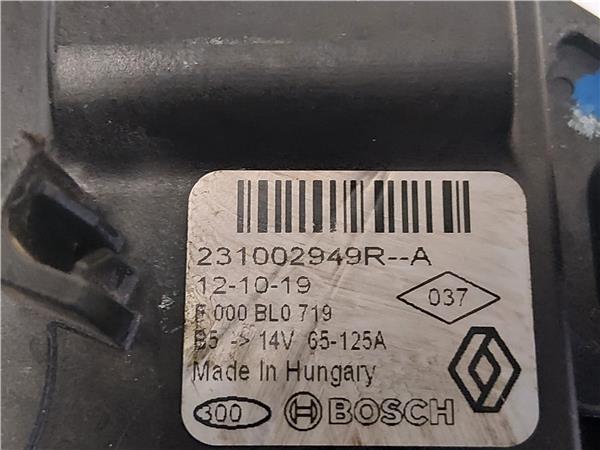 231002949R--A
12-10-19
037
F 000 BL0 719
B5 -> 14V 65-125A
Made In Hungary
300 BOSCH